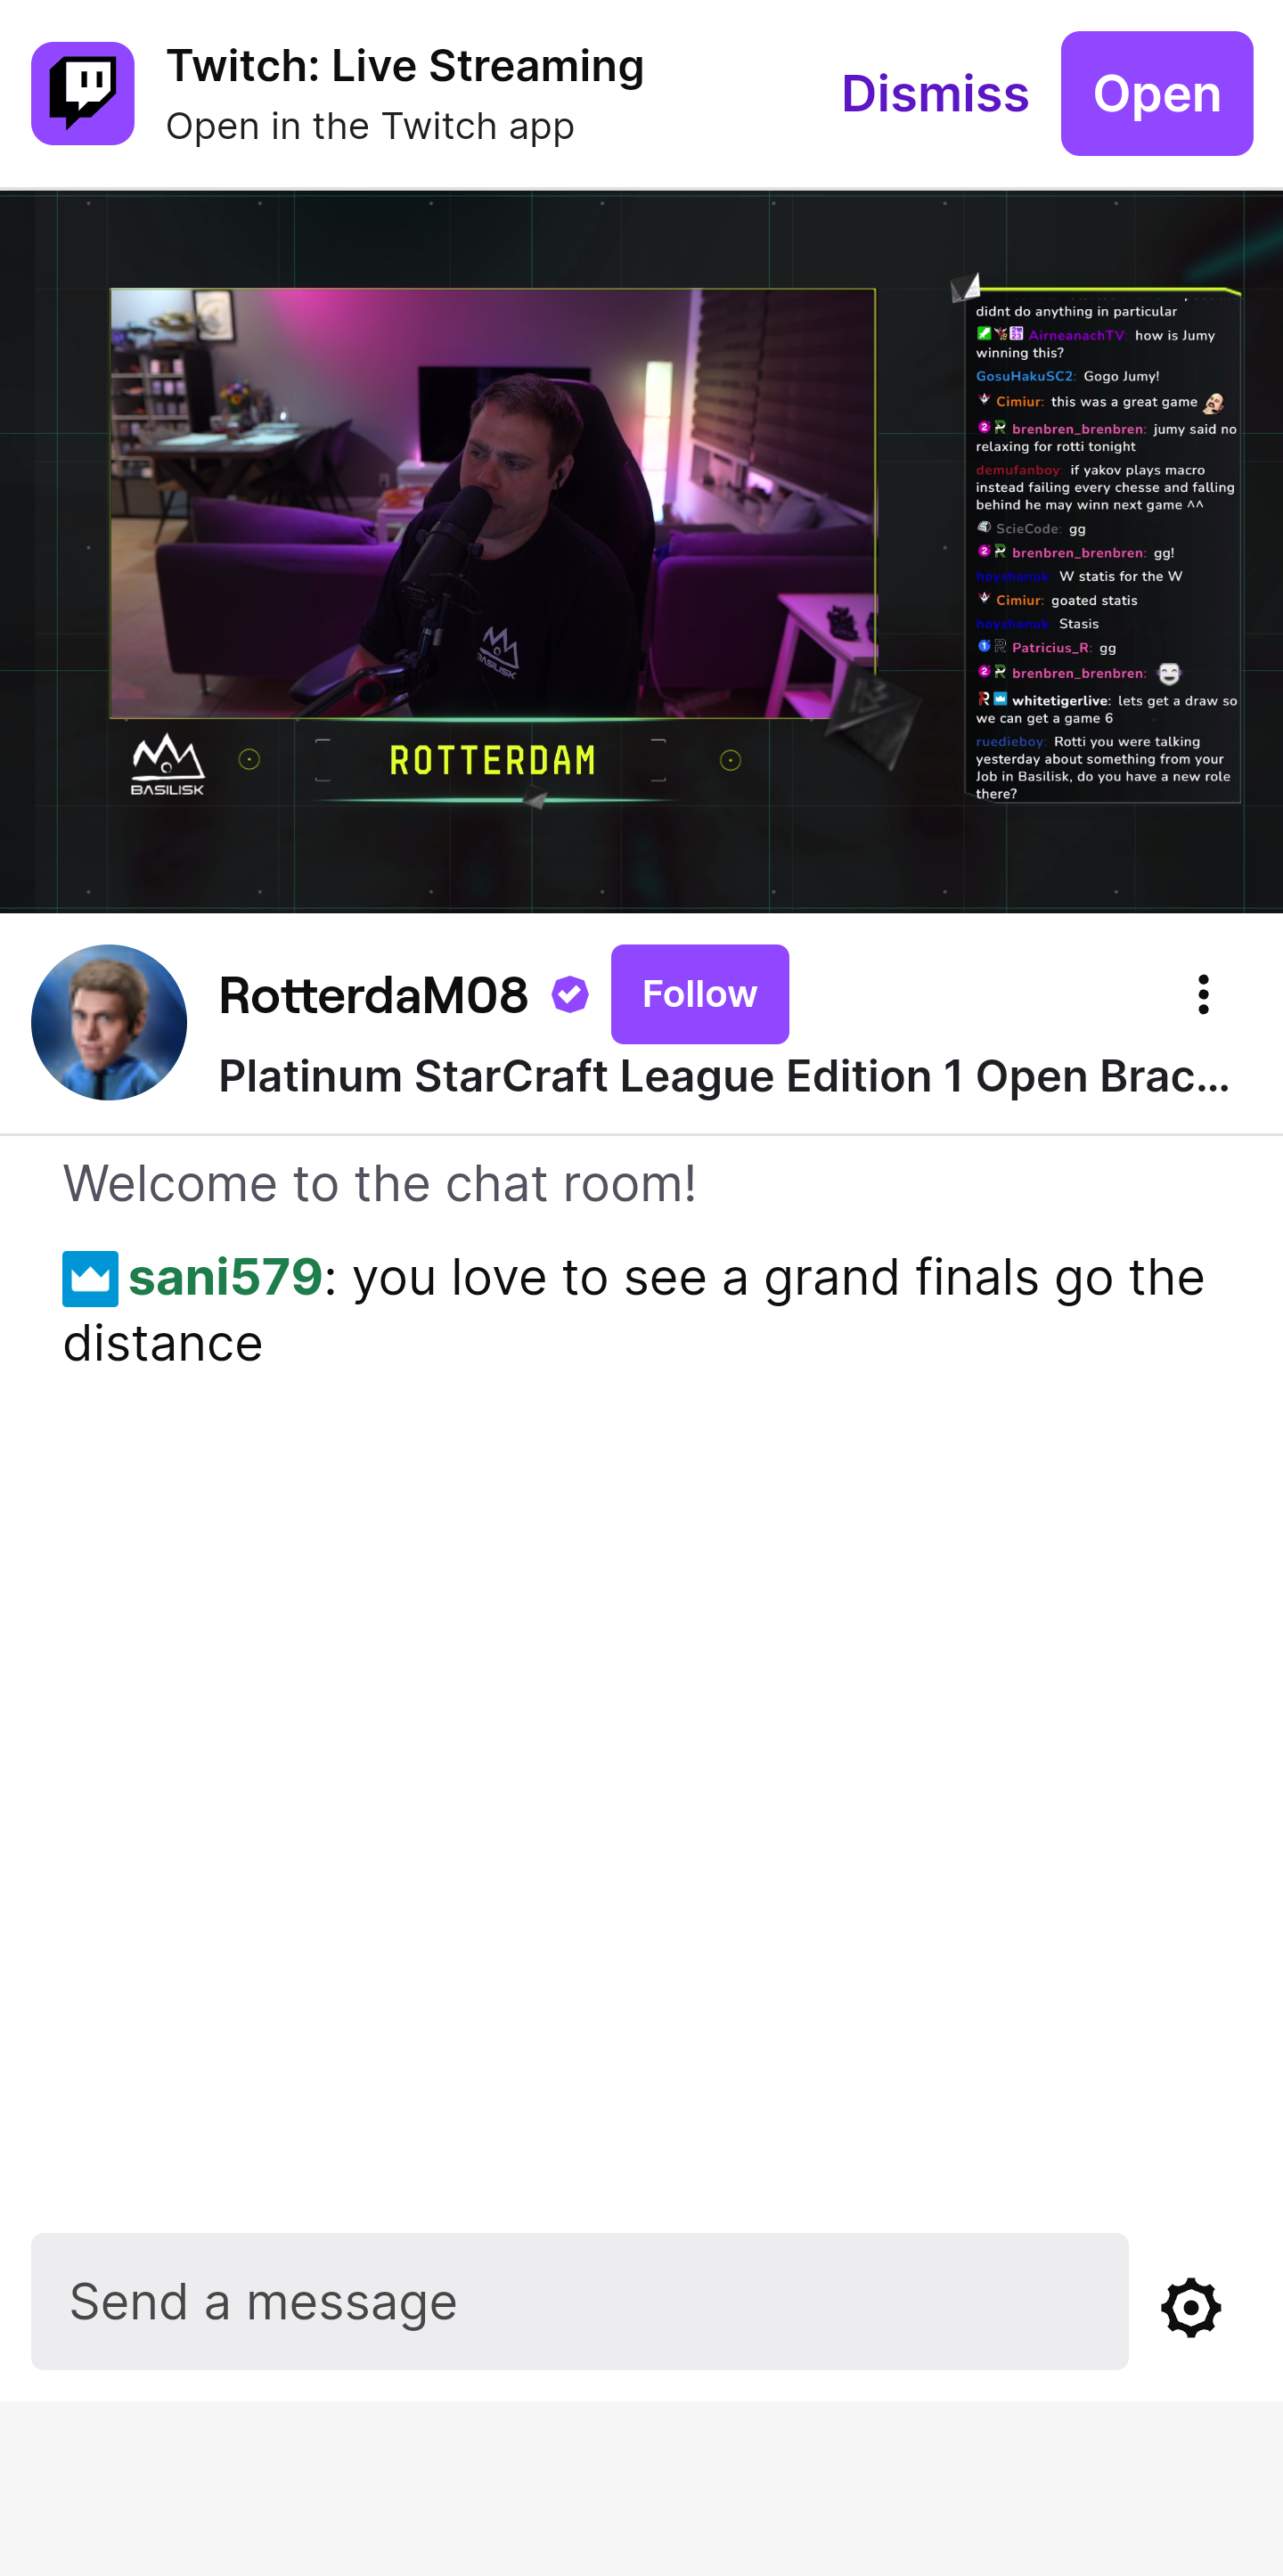 Twitch: Live Streaming
Open in the Twitch app
Dismiss
Open
didnt do anything in particular
AirneanachTV: how is Jumy
winning this?
GosuHakuSC2: Gogo Jumy!
Cimiur: this was a great game
brenbren_brenbren: jumy said no
relaxing for rotti tonight
demufanboy: if yakov plays macro
instead failing every chesse and falling
behind he may winn next game ^^
ScieCode: gg
brenbren_brenbren: gg!
hoyshanuk: W statis for the W
Cimiur: goated statis
hoyshanuk: Stasis
Patricius_R: gg
brenbren_brenbren:
whitetigerlive: lets get a draw so
we can get a game 6
ruedieboy: Rotti you were talking
yesterday about something from your
Job in Basilisk, do you have a new role
there?
BASILISK
BASILISK
ROTTERDAM
RotterdaM08
Follow
Platinum StarCraft League Edition 1 Open Brac...
Welcome to the chat room!
sani579: you love to see a grand finals go the
distance
Send a message